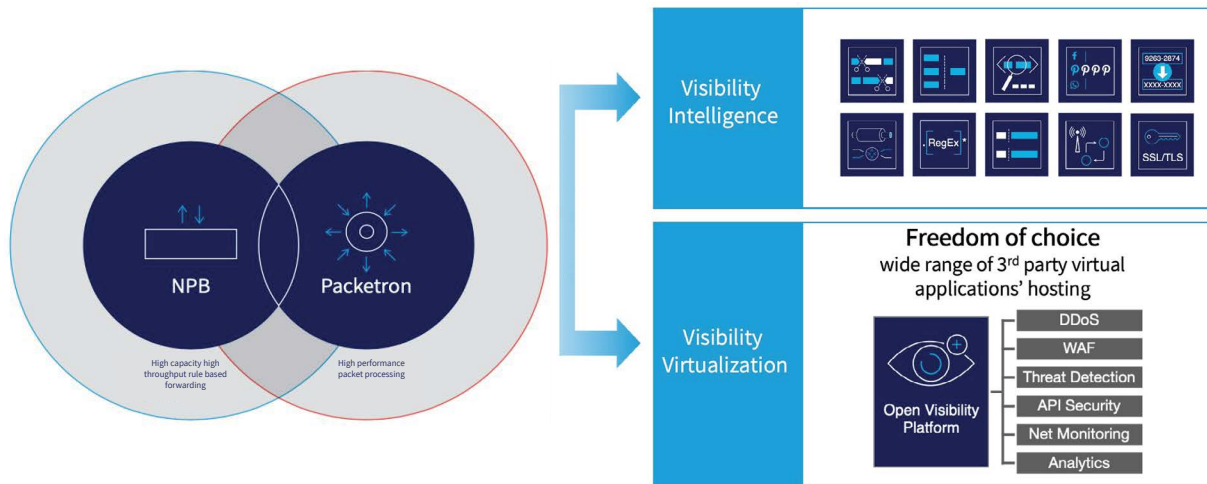 NPB
High capacity high
throughput rule based
forwarding
Packetron
High performance
packet processing
Visibility
Intelligence
9263-2874
XXXX-XXXX
.RegEx*
SSL/TLS
Visibility
Virtualization
Freedom of choice
wide range of 3rd party virtual
applications' hosting
Open Visibility
Platform
DDoS
WAF
Threat Detection
API Security
Net Monitoring
Analytics